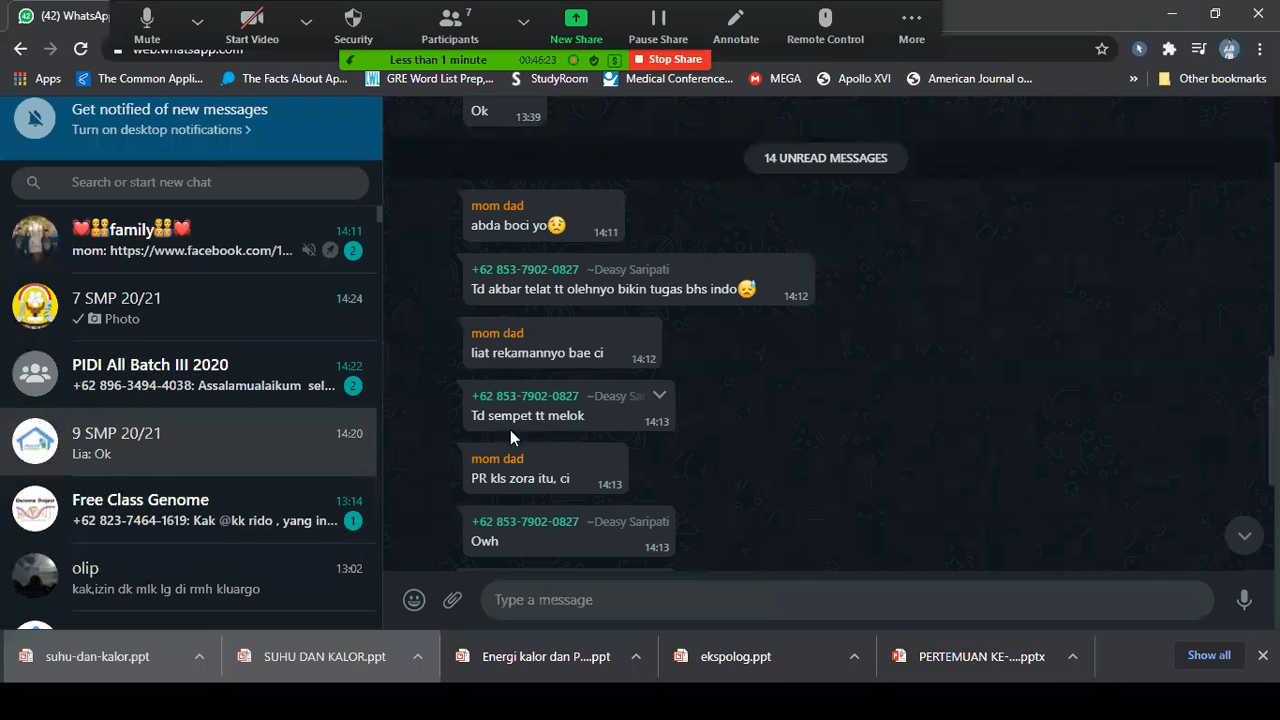 (42) WhatsApp
Mute
Start Video
Security
Participants
7
New Share
Pause Share
Annotate
Remote Control
More
web.whatsapp.com
Less than 1 minute
00:46:23
Stop Share
Apps
The Common Appli...
The Facts About Ap...
GRE Word List Prep,...
StudyRoom
Medical Conference...
MEGA
Apollo XVI
American Journal o...
Other bookmarks
Get notified of new messages
Turn on desktop notifications
Search or start new chat
family
14:11
mom: https://www.facebook.com/1...
2
7 SMP 20/21
14:24
Photo
PIDI All Batch III 2020
14:22
+62 896-3494-4038: Assalamualaikum sel...
2
9 SMP 20/21
14:20
Lia: Ok
Free Class Genome
13:14
+62 823-7464-1619: Kak @kk rido , yang in...
1
olip
13:02
kak,izin dk mlk lg di rmh kluargo
Ok
13:39
14 UNREAD MESSAGES
mom dad
abda boci yo
14:11
+62 853-7902-0827 ~Deasy Saripati
Td akbar telat tt olehnyo bikin tugas bhs indo
14:12
mom dad
liat rekamannyo bae ci
14:12
+62 853-7902-0827 ~Deasy Sa
Td sempet tt melok
14:13
mom dad
PR kls zora itu, ci
14:13
+62 853-7902-0827 ~Deasy Saripati
Owh
14:13
Type a message
suhu-dan-kalor.ppt
SUHU DAN KALOR.ppt
Energi kalor dan P....ppt
ekspolog.ppt
PERTEMUAN KE-....pptx
Show all